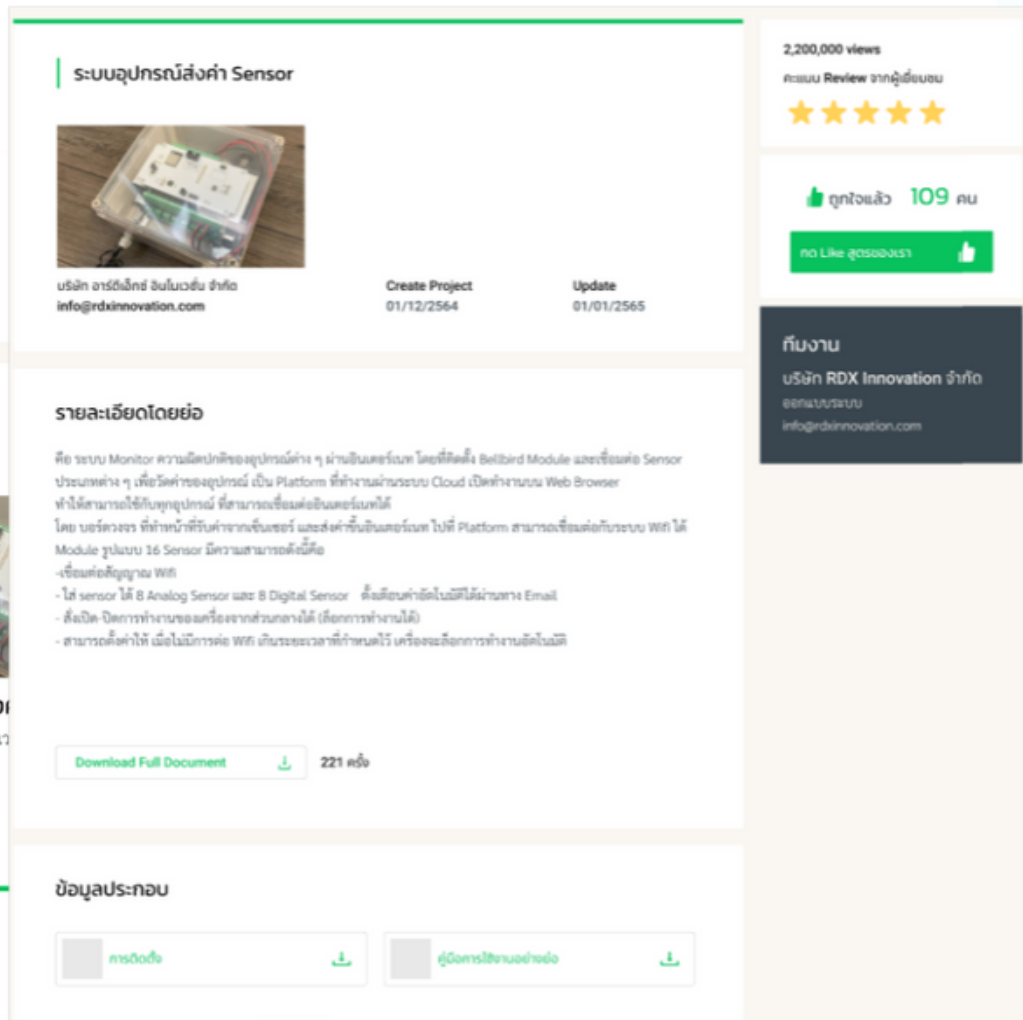 ระบบอุปกรณ์ส่งค่า Sensor
บริษัท อาร์ดีเอ็กซ์ อินโนเวชั่น จำกัด
info@rdxinnovation.com
Create Project
01/12/2564
Update
01/01/2565
รายละเอียดโดยย่อ
คือ ระบบ Monitor ความผิดปกติของอุปกรณ์ต่าง ๆ ผ่านอินเตอร์เนท โดยที่ติดตั้ง Bellbird Module และเชื่อมต่อ Sensor
ประเภทต่าง ๆ เพื่อวัดค่าของอุปกรณ์ เป็น Platform ที่ทำงานผ่านระบบ Cloud เปิดทำงานบน Web Browser
ทำให้สามารถใช้กับทุกอุปกรณ์ ที่สามารถเชื่อมต่ออินเตอร์เนทได้
โดย บอร์ดวงจร ที่ทำหน้าที่รับค่าจากเซ็นเซอร์ และส่งค่าขึ้นอินเตอร์เนท ไปที่ Platform สามารถเชื่อมต่อกับระบบ Wifi ได้
Module รูปแบบ 16 Sensor มีความสามารถดังนี้คือ
-เชื่อมต่อสัญญาณ Wifi
- ใส่ sensor ได้ 8 Analog Sensor และ 8 Digital Sensor ตั้งเตือนค่าอัตโนมัติได้ผ่านทาง Email
- สั่งเปิด-ปิดการทำงานของเครื่องจากส่วนกลางได้ (ล็อกการทำงานได้)
- สามารถตั้งค่าให้ เมื่อไม่มีการต่อ Wifi เกินระยะเวลาที่กำหนดไว้ เครื่องจะล็อกการทำงานอัตโนมัติ
Download Full Document
221 ครั้ง
ข้อมูลประกอบ
การติดตั้ง
คู่มือการใช้งานอย่างย่อ
2,200,000 views
คะแนน Review จากผู้เยี่ยมชม
ถูกใจแล้ว 109 คน
กด Like สูตรของเรา
ทีมงาน
บริษัท RDX Innovation จำกัด
ออกแบบระบบ
info@rdxinnovation.com